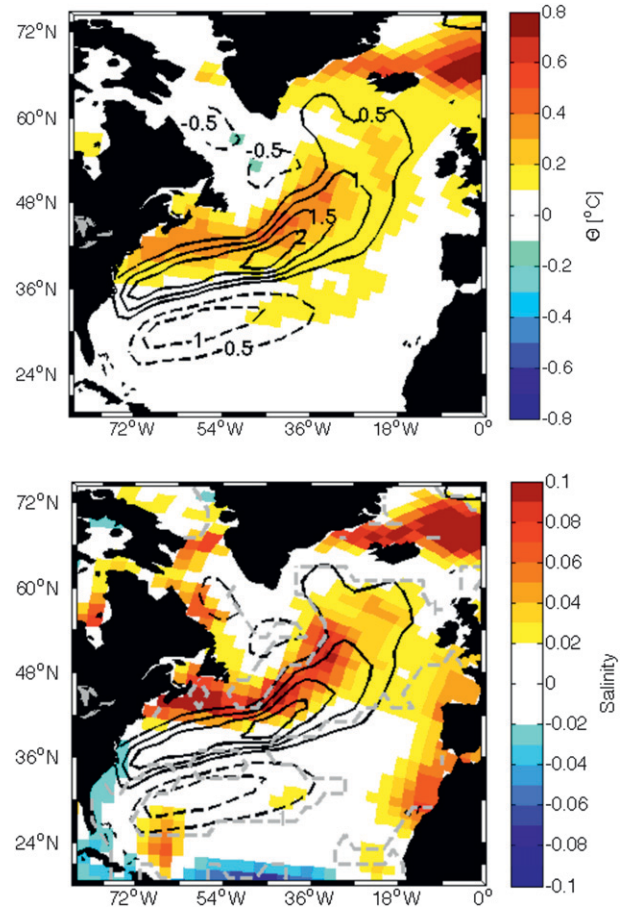 72°N
60°N
48°N
36°N
24°N
72°W
54°W
36°W
18°W
0°
-0.5
-0.5
0.5
1
1.5
2
1
0.5
0.8
0.6
0.4
0.2
0
-0.2
-0.4
-0.6
-0.8
Θ [°C]
72°N
60°N
48°N
36°N
24°N
72°W
54°W
36°W
18°W
0°
0.1
0.08
0.06
0.04
0.02
0
-0.02
-0.04
-0.06
-0.08
-0.1
Salinity